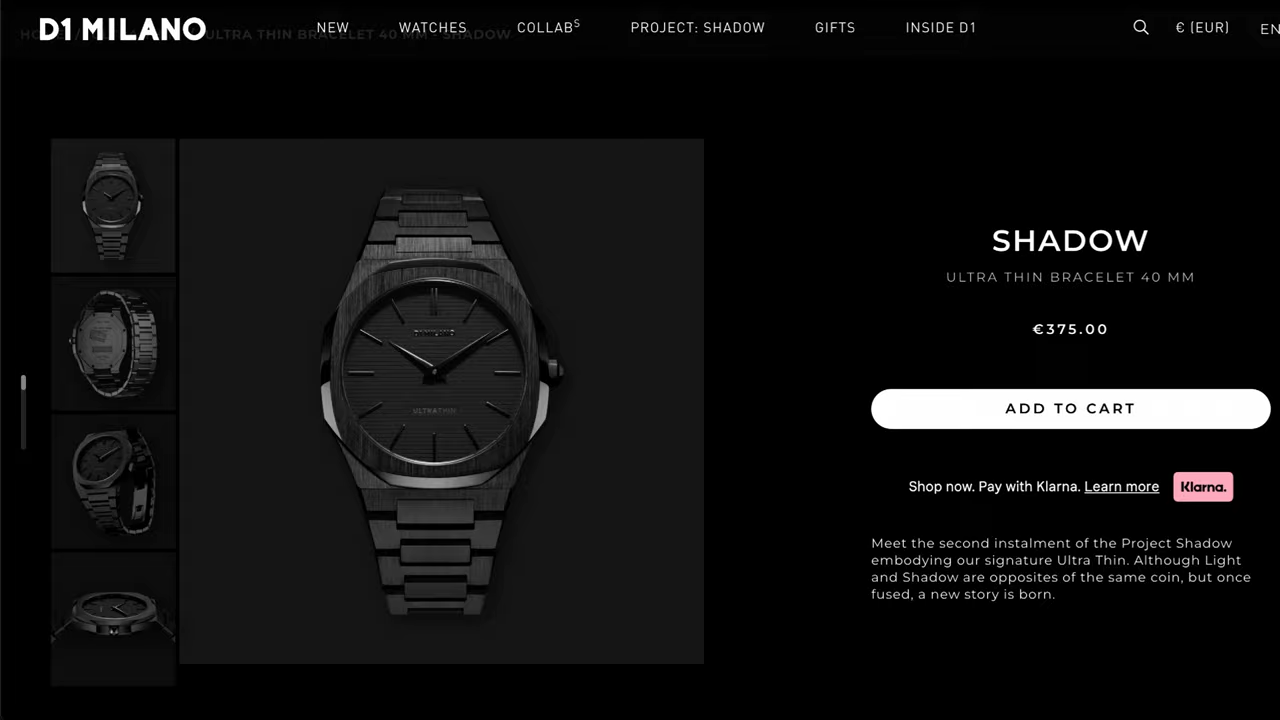 D1 MILANO
NEW
WATCHES
COLLABS
PROJECT: SHADOW
GIFTS
INSIDE D1
€ (EUR)
EN
ULTRA THIN BRACELET 40 MM - SHADOW
D1 MILANO
ULTRATHIN
SHADOW
ULTRA THIN BRACELET 40 MM
€375.00
ADD TO CART
Shop now. Pay with Klarna. Learn more
Klarna.
Meet the second instalment of the Project Shadow
embodying our signature Ultra Thin. Although Light
and Shadow are opposites of the same coin, but once
fused, a new story is born.